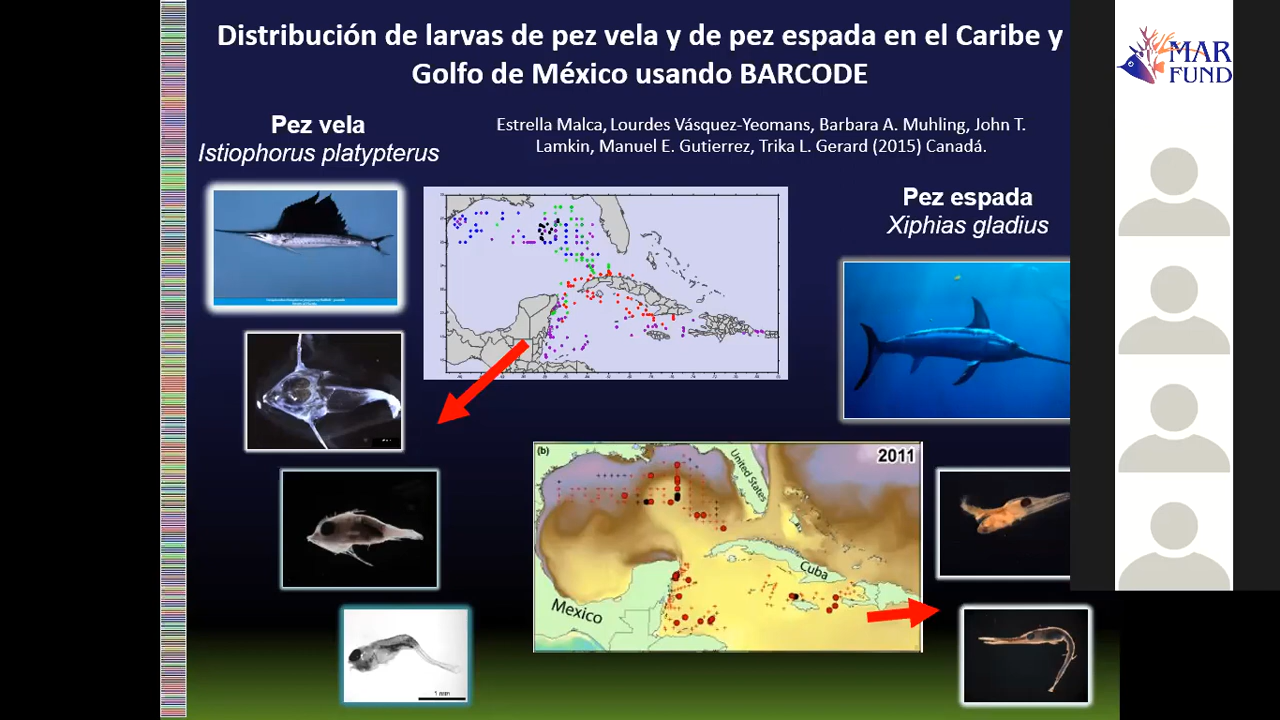 Distribución de larvas de pez vela y de pez espada en el Caribe y
Golfo de México usando BARCODE
MAR
FUND
Pez vela
Istiophorus platypterus
Estrella Malca, Lourdes Vásquez-Yeomans, Barbara A. Muhling, John T.
Lamkin, Manuel E. Gutierrez, Trika L. Gerard (2015) Canadá.
Pez espada
Xiphias gladius
(b)
2011
United States
Cuba
Mexico
1 mm